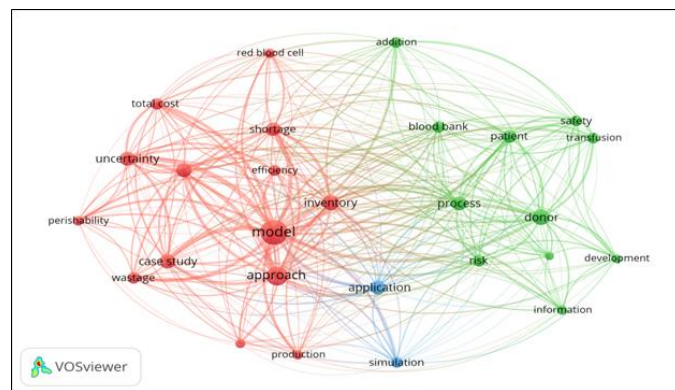 addition
red blood cell
total cost
safety
shortage
blood bank
patient
transfusion
uncertainty
efficiency
inventory
process
perishability
donor
model
case study
risk
development
wastage
approach
application
information
production
simulation
VOSviewer